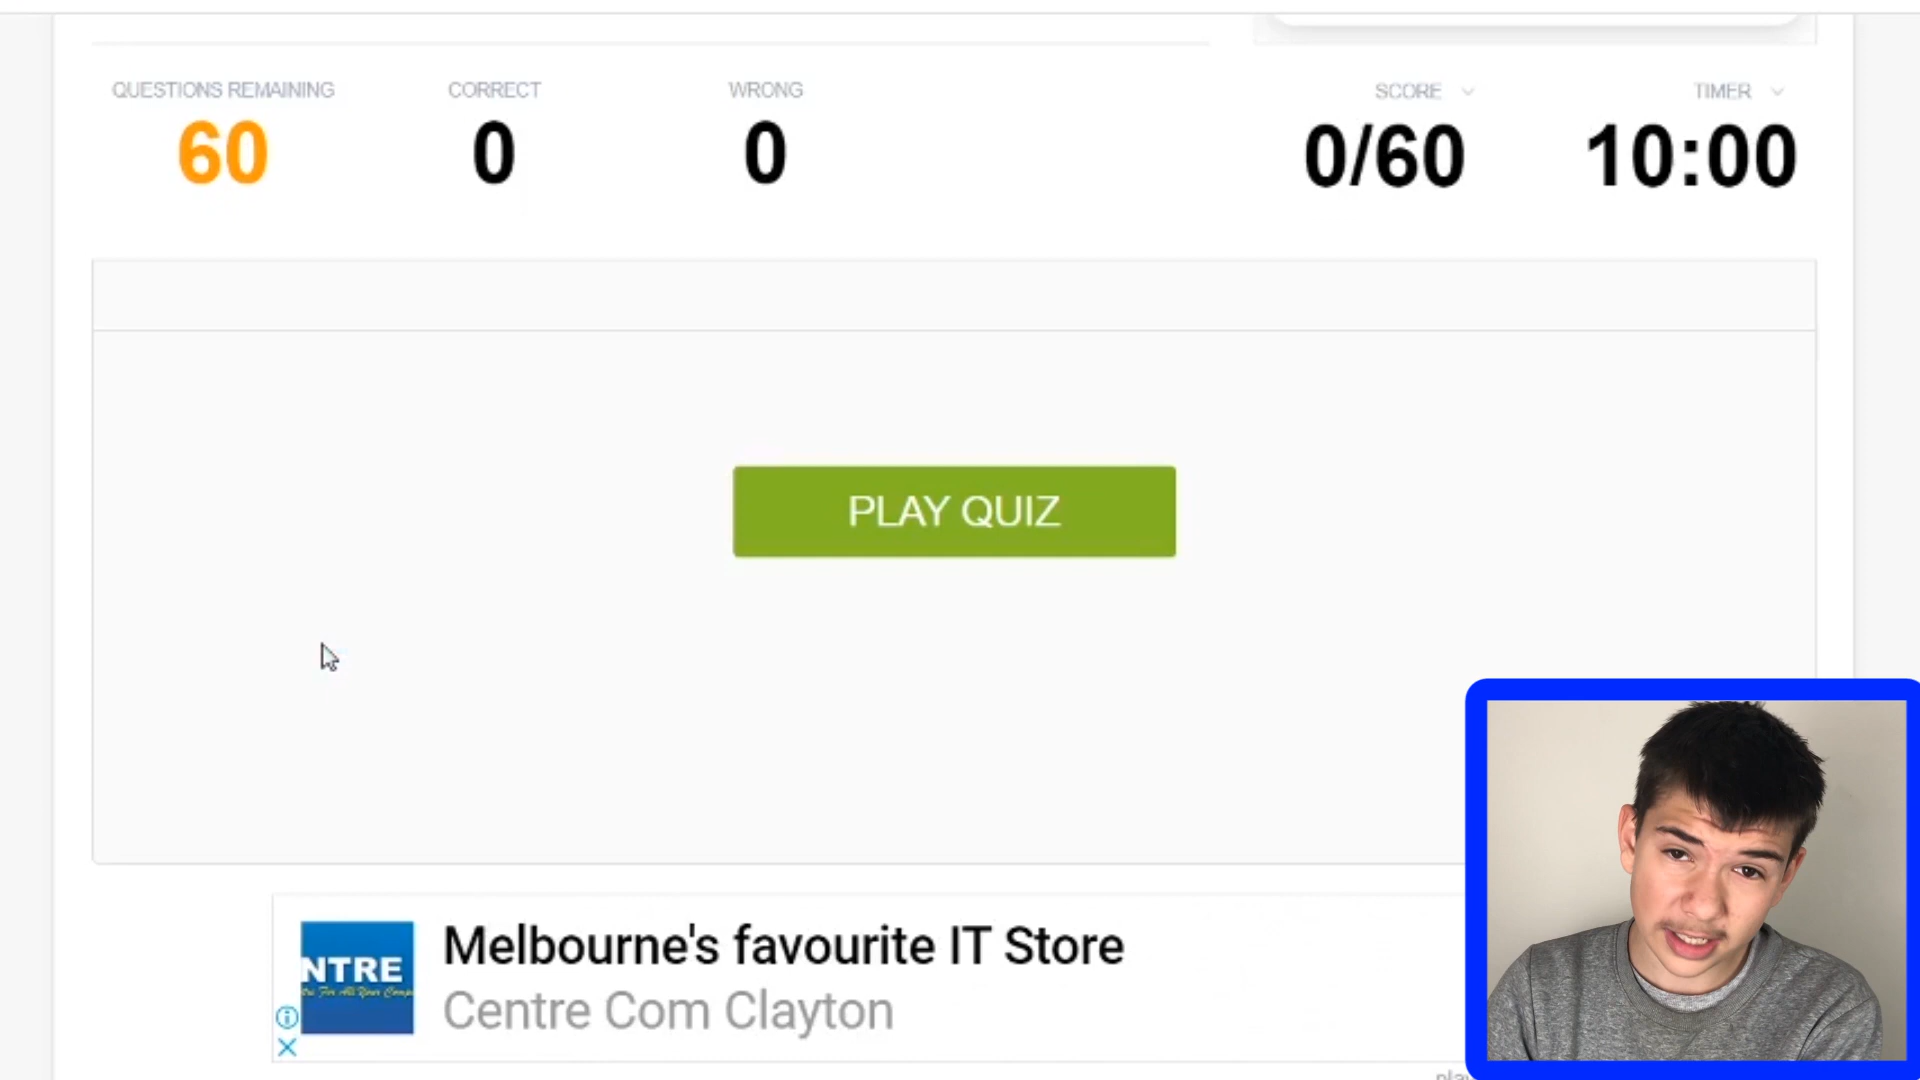 QUESTIONS REMAINING CORRECT WRONG SCORE TIMER
60 0 0 0/60 10:00
PLAY QUIZ
NTRE
Melbourne's favourite IT Store
Centre Com Clayton